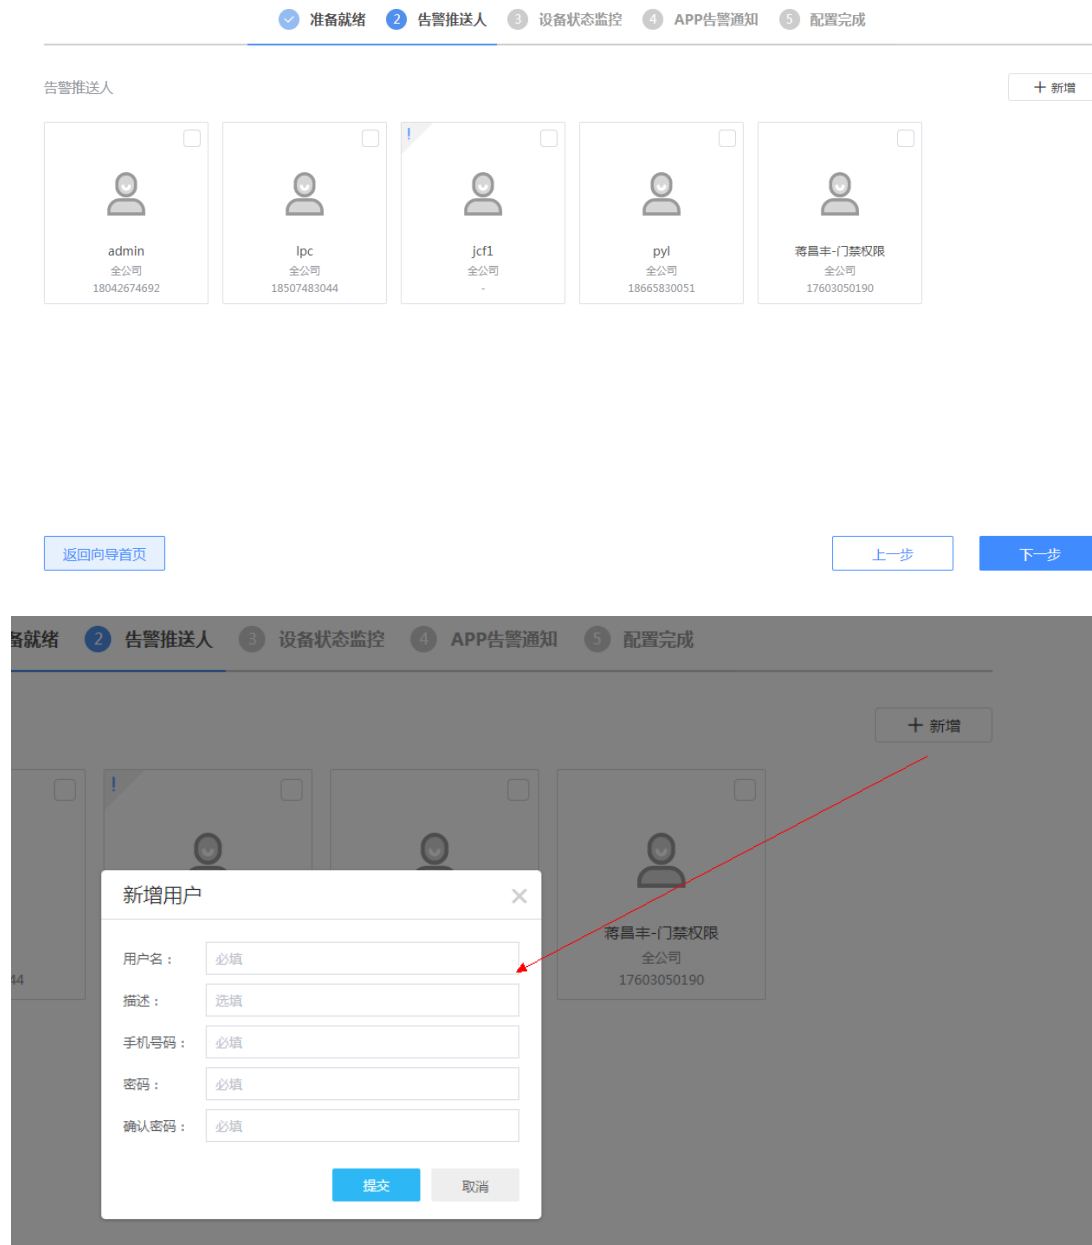 准备就绪 2 告警推送人 3 设备状态监控 4 APP告警通知 5 配置完成
告警推送人
+ 新增
!
admin lpc jcf1 pyl 蒋昌丰-门禁权限
全公司 全公司 全公司 全公司 全公司
18042674692 18507483044 - 18665830051 17603050190
返回向导首页 上一步 下一步
备就绪 2 告警推送人 3 设备状态监控 4 APP告警通知 5 配置完成
+ 新增
!
新增用户
蒋昌丰-门禁权限
全公司
17603050190
44
用户名： 必填
描述： 选填
手机号码： 必填
密码： 必填
确认密码： 必填
提交 取消